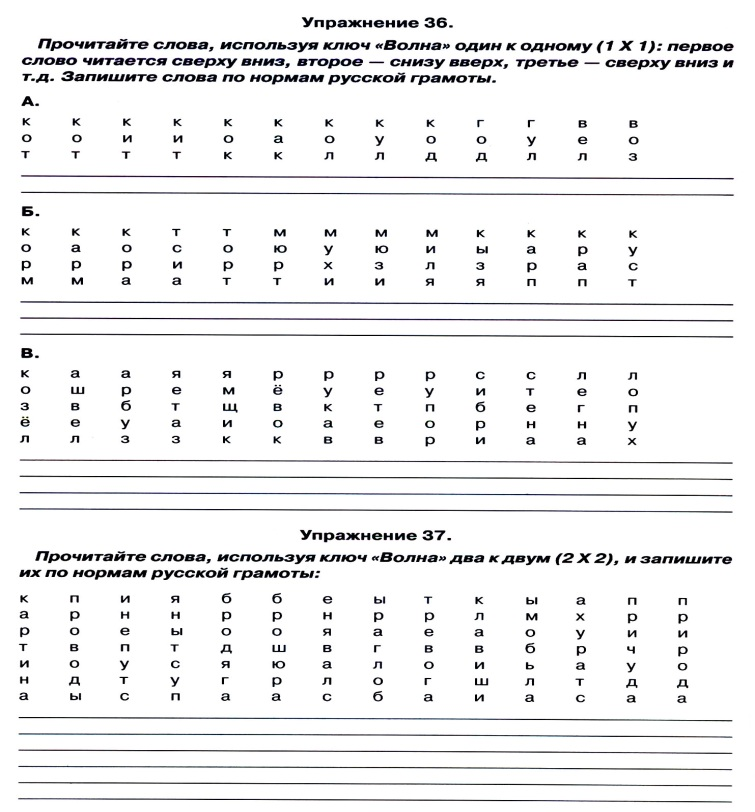 Упражнение 36.
Прочитайте слова, используя ключ «Волна» один к одному (1 Х 1): первое
слово читается сверху вниз, второе — снизу вверх, третье — сверху вниз и
т.д. Запишите слова по нормам русской грамоты.
А.
к к к к к к к к к г г в в
о о и и о а о у о о у е о
т т т т к к л л д д л л з
Б.
к к к т т м м м м к к к к
о а о с о ю у ю и ы а р у
р р р и р р х з л з р а с
м м а а т т и и я я п п т
В.
к а а я я р р р р с с л л
о ш р е м ё у е у и т е о
з в б т щ в к т п б е г п
ё е у а и о а е о р н н у
л л з з к к в в р и а а х
Упражнение 37.
Прочитайте слова, используя ключ «Волна» два к двум (2 Х 2), и запишите
их по нормам русской грамоты:
к п и я б б е ы т к ы а п п
а р н н р р н р р л м х р р
р о е ы о о я а е а о у и и
т в п т д ш в г в в б р ч р
и о у с я ю а л о и ь а у о
н д т у г р л о г ш л т д д
а ы с п а а с б а и а с а а